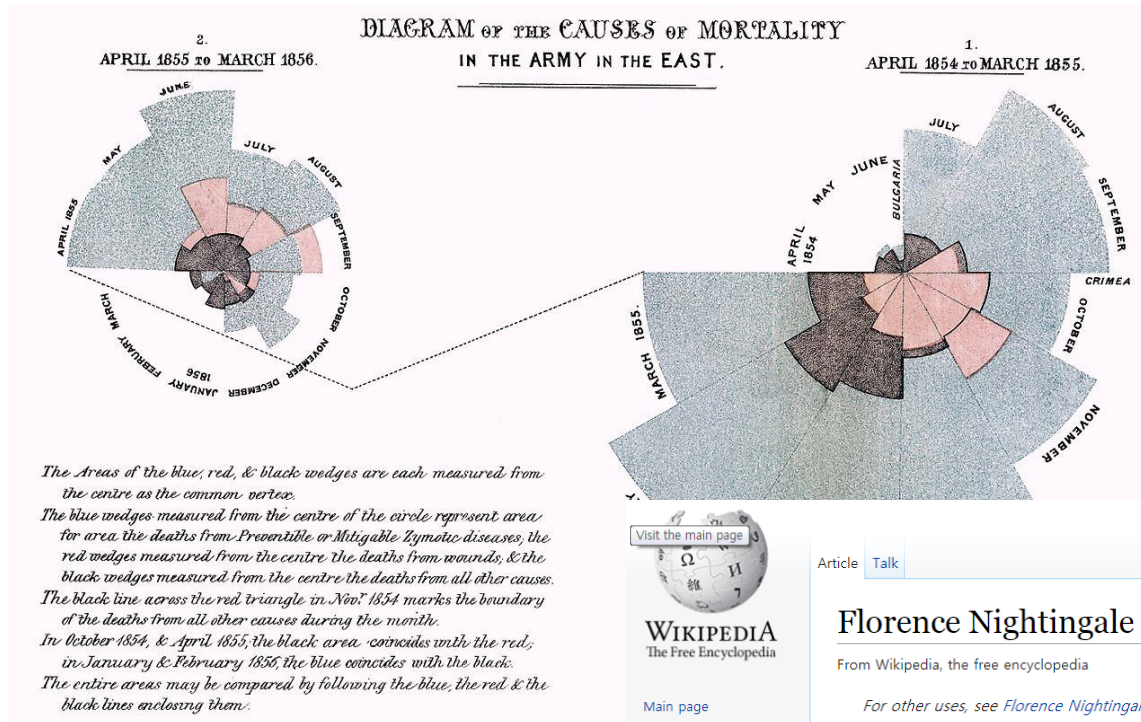 DIAGRAM OF THE CAUSES OF MORTALITY
IN THE ARMY IN THE EAST.
2.
APRIL 1855 TO MARCH 1856.
1.
APRIL 1854 TO MARCH 1855.
JUNE
MAY
APRIL 1855
JULY
AUGUST
SEPTEMBER
OCTOBER
NOVEMBER
DECEMBER
JANUARY 1856
FEBRUARY
MARCH
APRIL 1854
MAY
JUNE
BULGARIA
JULY
AUGUST
SEPTEMBER
CRIMEA
OCTOBER
NOVEMBER
MARCH 1855.
The Areas of the blue, red, & black wedges are each measured from
the centre as the common vertex.
The blue wedges measured from the centre of the circle represent area
for area the deaths from Preventible or Mitigable Zymotic diseases; the
red wedges measured from the centre the deaths from wounds; & the
black wedges measured from the centre the deaths from all other causes.
The black line across the red triangle in Novr. 1854 marks the boundary
of the deaths from all other causes during the month.
In October 1854, & April 1855; the black area coincides with the red;
in January & February 1856, the blue coincides with the black.
The entire areas may be compared by following the blue, the red & the
black lines enclosing them.
Visit the main page
Ω
И
W
維
7
WIKIPEDIA
The Free Encyclopedia
Main page
Article
Talk
Florence Nightingale
From Wikipedia, the free encyclopedia
For other uses, see Florence Nightingal